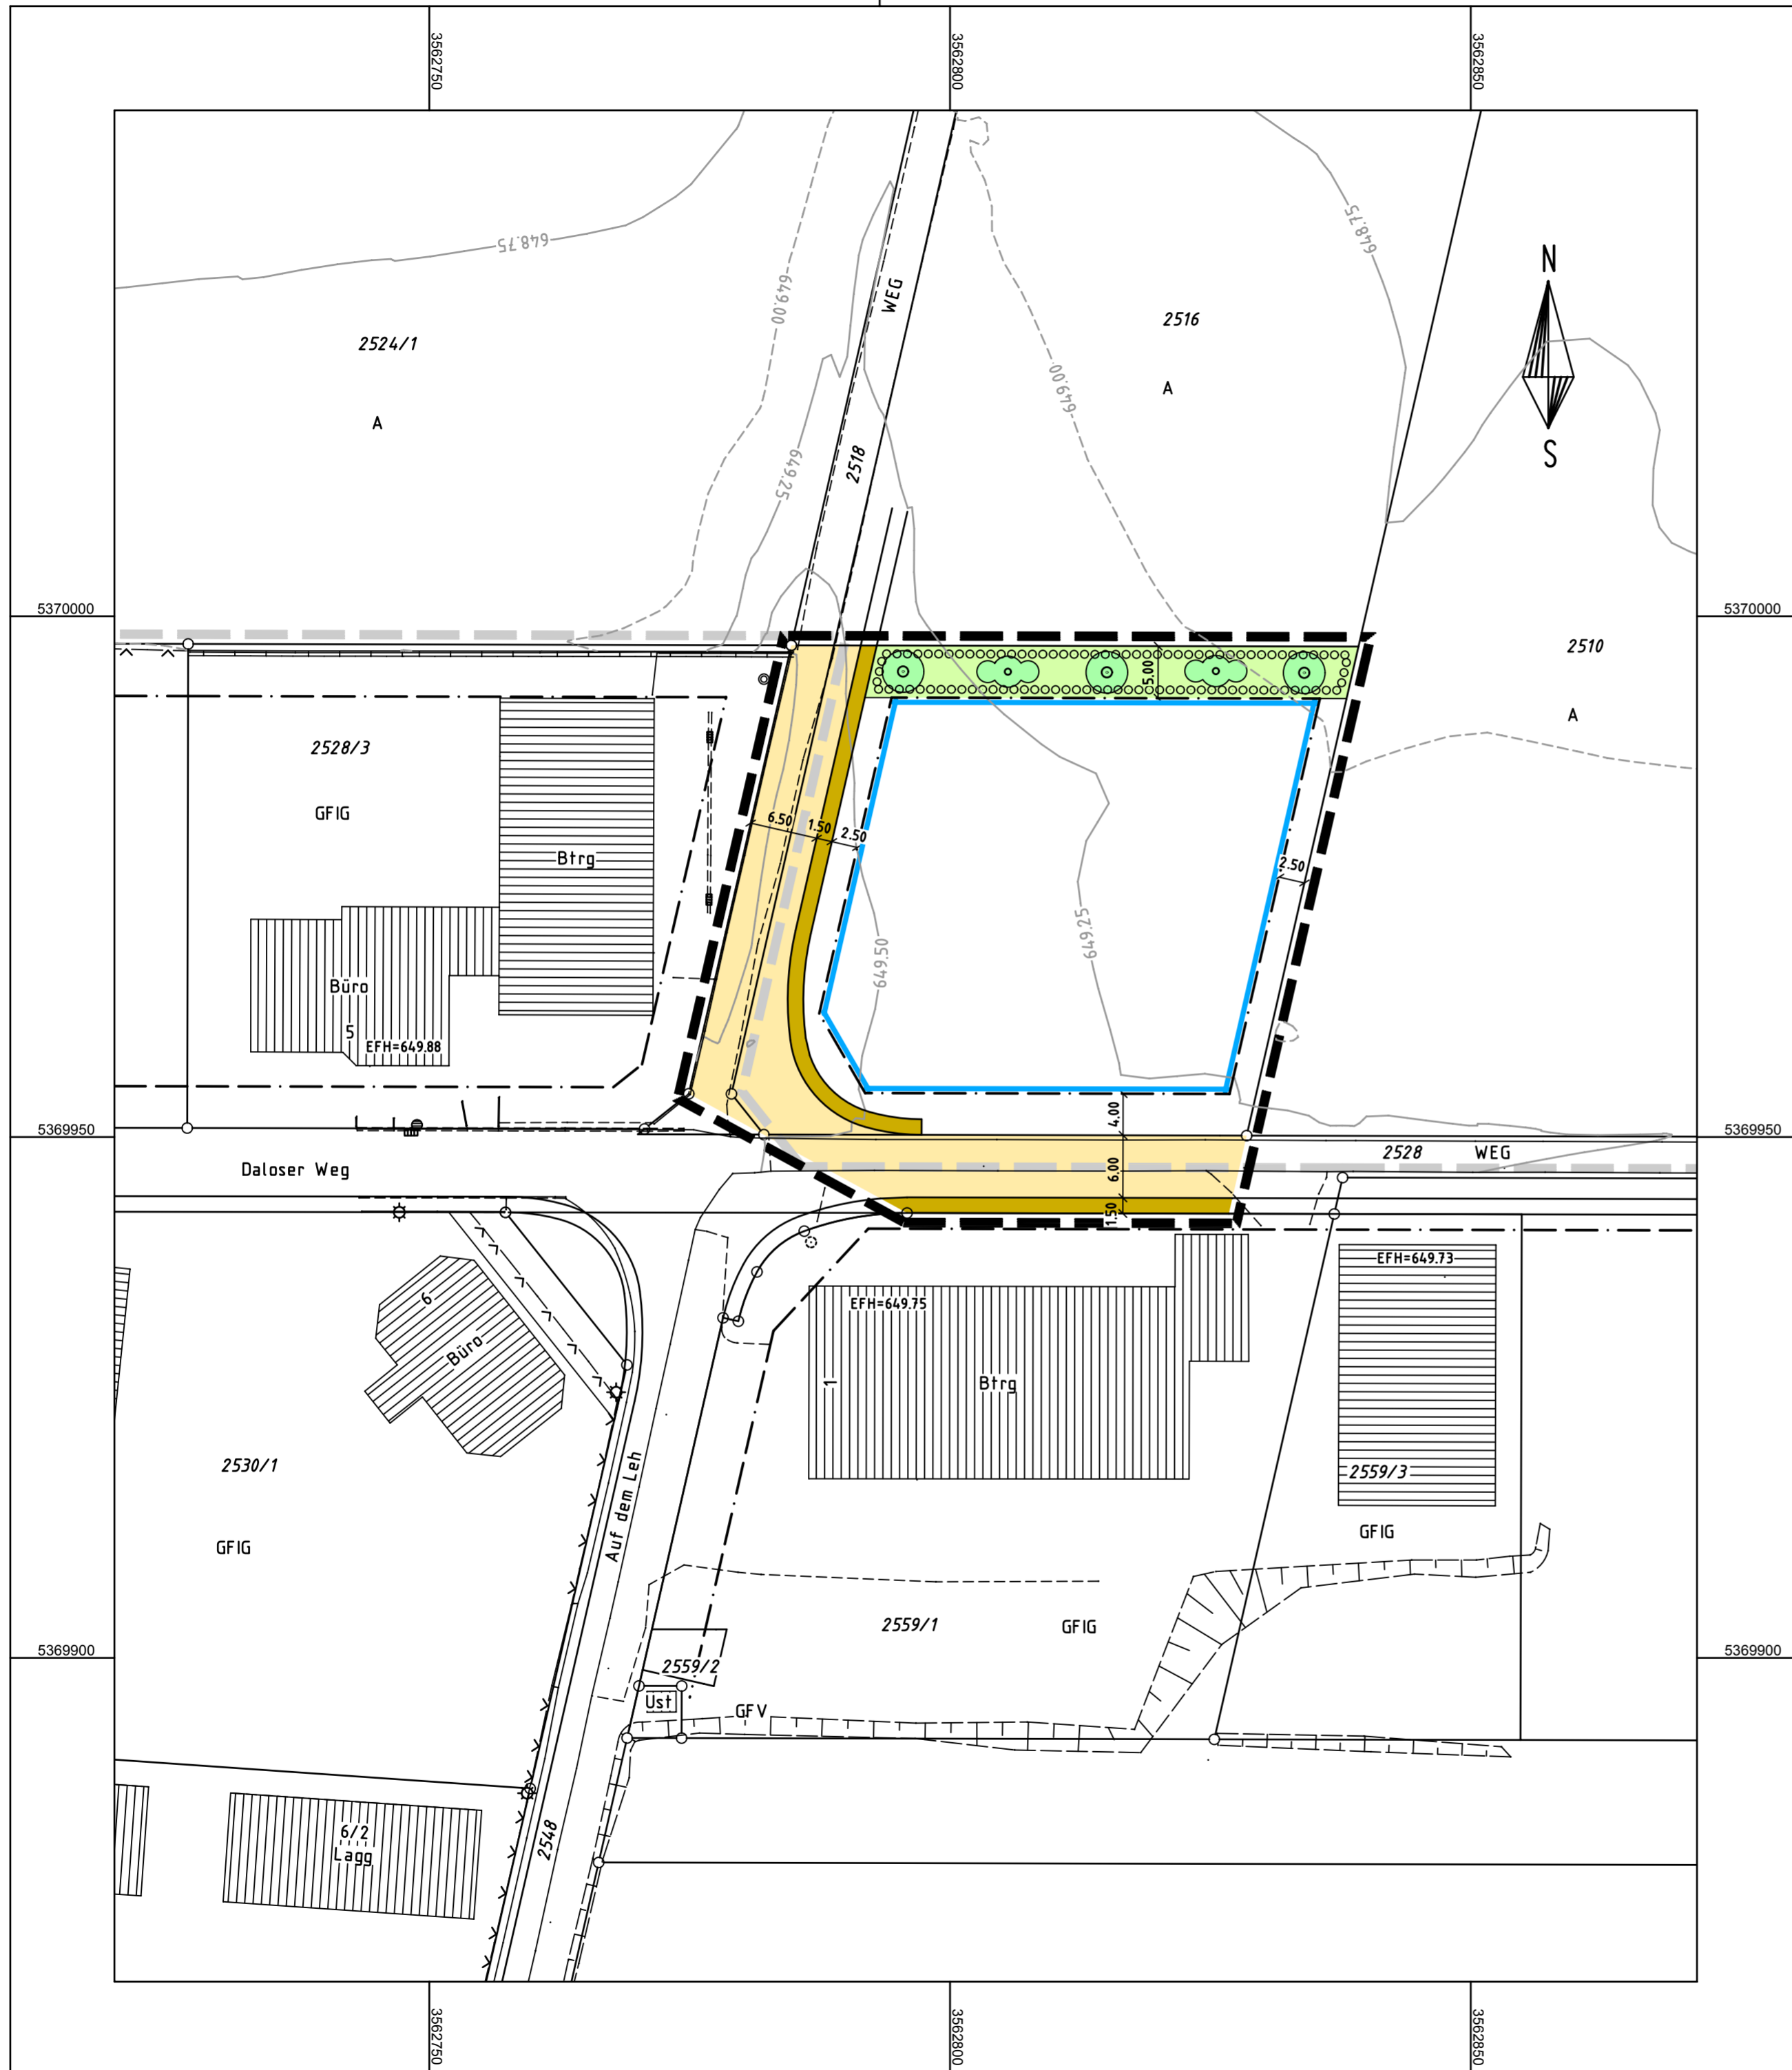 3562750
3562800
3562850
648.75
648.75
N
649.00
WEG
2516
2524/1
A
A
649.00
2518
649.25
S
5370000
5370000
2510
5.00
A
2528/3
GFIG
Btrg
6.50
1.50
2.50
2.50
649.50
649.25
Büro
5
EFH=649.88
4.00
5369950
5369950
Daloser Weg
6.00
2528
WEG
1.50
EFH=649.73
6
EFH=649.75
Büro
1
Btrg
2530/1
Auf dem Leh
2559/3
GFIG
GFIG
2559/1
GFIG
5369900
5369900
2559/2
Ust
GFV
6/2
Lagg
2548
3562750
3562800
3562850